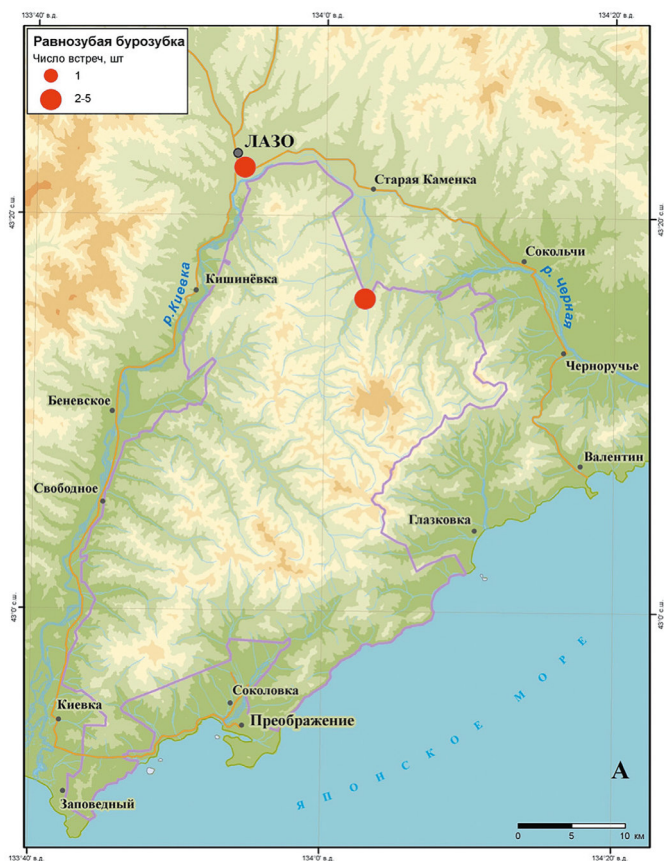 133°40' в.д.
134°0' в.д.
134°20' в.д.
Равнозубая бурозубка
Число встреч, шт
1
2-5
ЛАЗО
Старая Каменка
43°20' с.ш.
43°20' с.ш.
Сокольчи
р. Киевка
Кишинёвка
р. Черная
Черноручье
Беневское
Валентин
Свободное
Глазковка
43°0' с.ш.
43°0' с.ш.
ЯПОНСКОЕ МОРЕ
Соколовка
Киевка
Преображение
А
Заповедный
0 5 10 км
133°40' в.д.
134°0' в.д.
134°20' в.д.